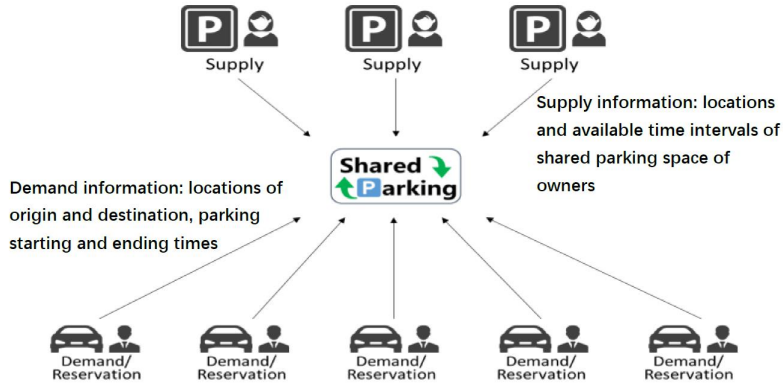 P
P
P
Supply
Supply
Supply
Supply information: locations
and available time intervals of
shared parking space of
owners
Shared
Parking
Demand information: locations of
origin and destination, parking
starting and ending times
Demand/
Reservation
Demand/
Reservation
Demand/
Reservation
Demand/
Reservation
Demand/
Reservation